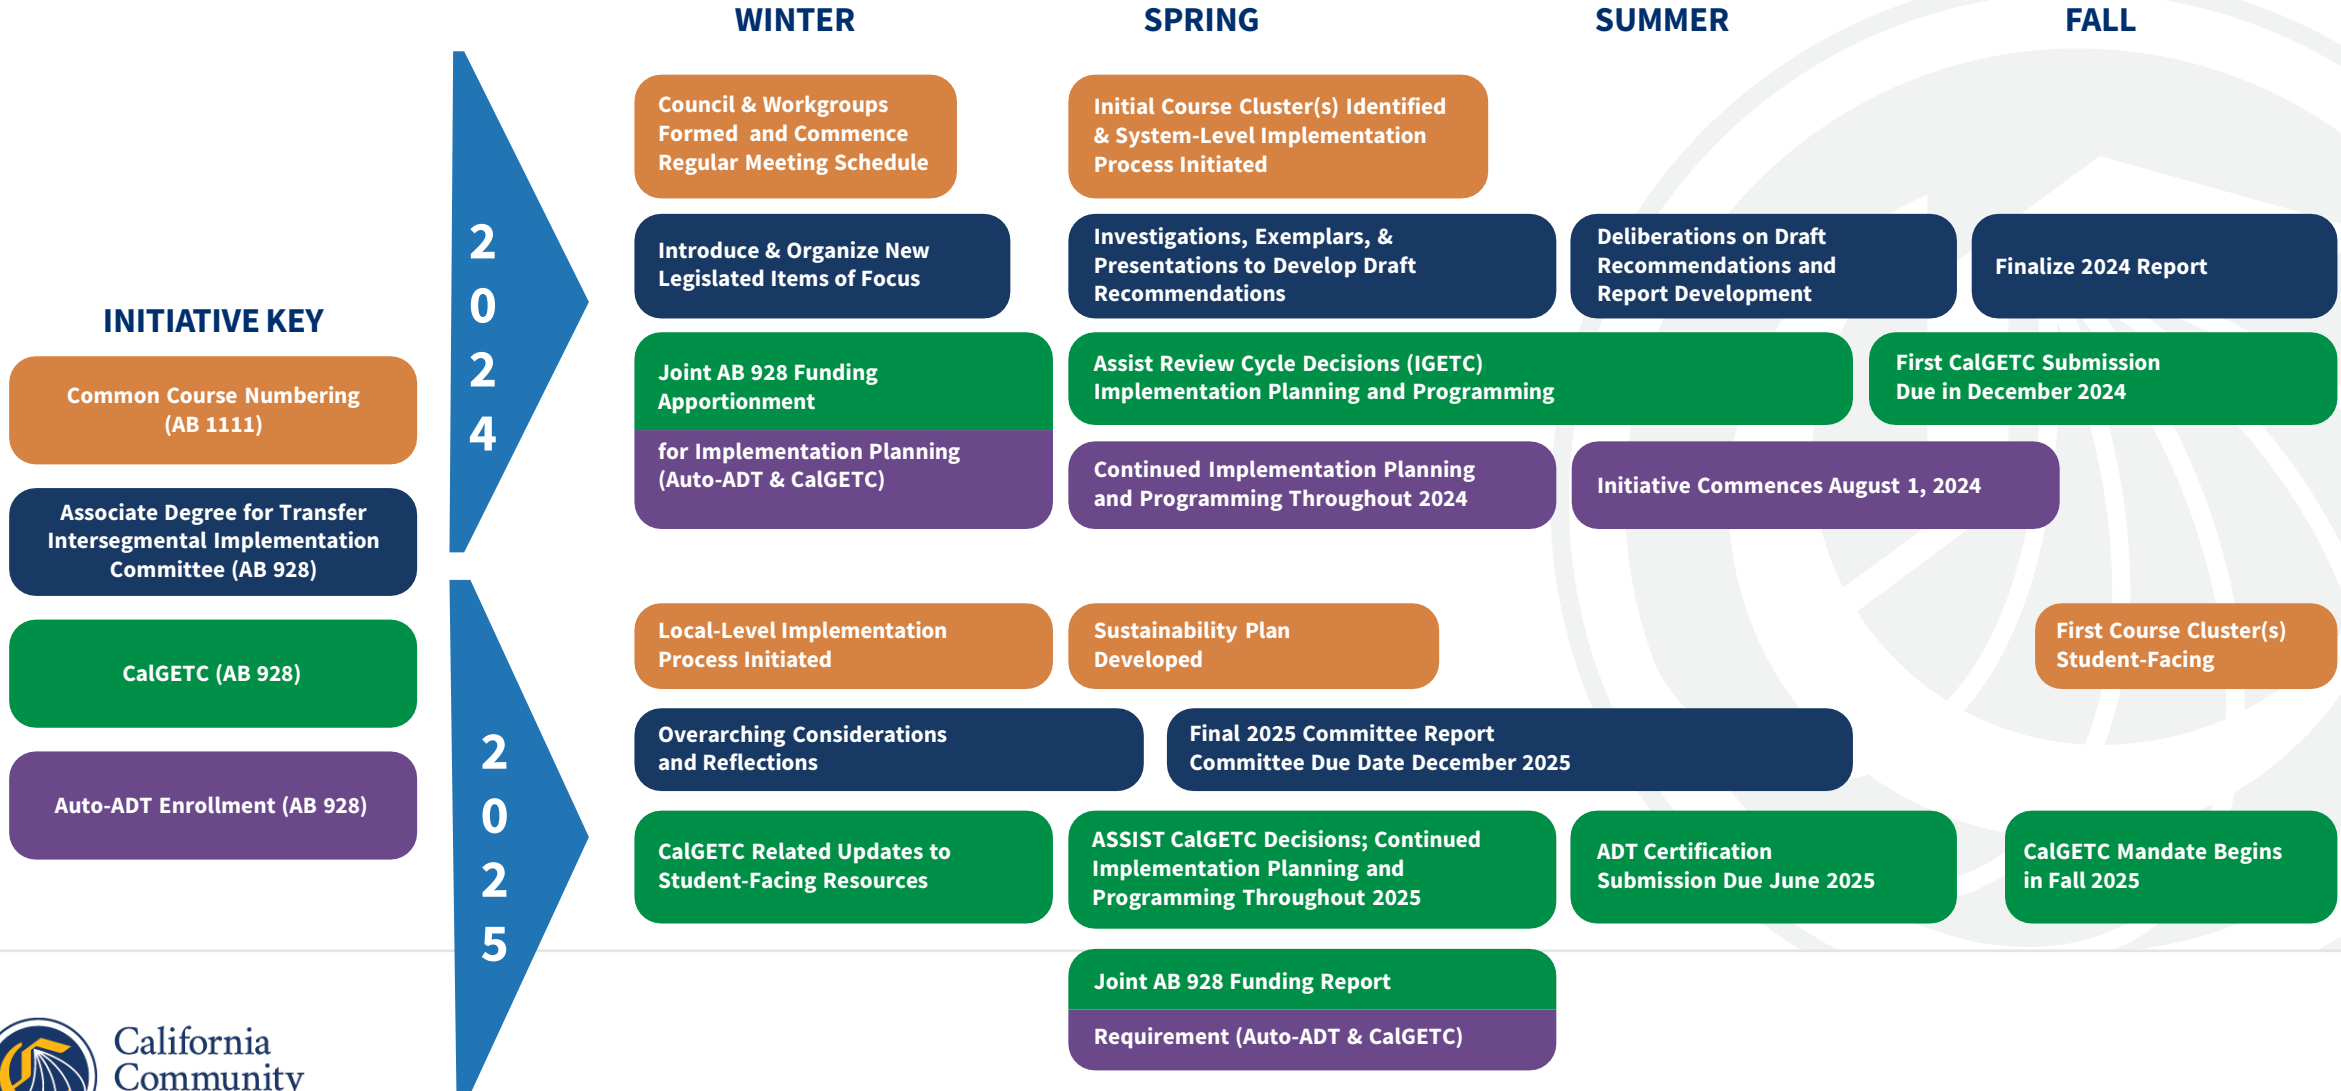 WINTER
SPRING
SUMMER
FALL
2
0
2
4
Council & Workgroups
Formed  and Commence
Regular Meeting Schedule
Initial Course Cluster(s) Identified
& System-Level Implementation
Process Initiated
Introduce & Organize New
Legislated Items of Focus
Investigations, Exemplars, &
Presentations to Develop Draft
Recommendations
Deliberations on Draft
Recommendations and
Report Development
Finalize 2024 Report
Joint AB 928 Funding
Apportionment
for Implementation Planning
(Auto-ADT & CalGETC)
Assist Review Cycle Decisions (IGETC)
Implementation Planning and Programming
First CalGETC Submission
Due in December 2024
Continued Implementation Planning
and Programming Throughout 2024
Initiative Commences August 1, 2024
INITIATIVE KEY
Common Course Numbering
(AB 1111)
Associate Degree for Transfer
Intersegmental Implementation
Committee (AB 928)
CalGETC (AB 928)
Auto-ADT Enrollment (AB 928)
2
0
2
5
Local-Level Implementation
Process Initiated
Sustainability Plan
Developed
First Course Cluster(s)
Student-Facing
Overarching Considerations
and Reflections
Final 2025 Committee Report
Committee Due Date December 2025
CalGETC Related Updates to
Student-Facing Resources
ASSIST CalGETC Decisions; Continued
Implementation Planning and
Programming Throughout 2025
ADT Certification
Submission Due June 2025
CalGETC Mandate Begins
in Fall 2025
Joint AB 928 Funding Report
Requirement (Auto-ADT & CalGETC)
California
Community